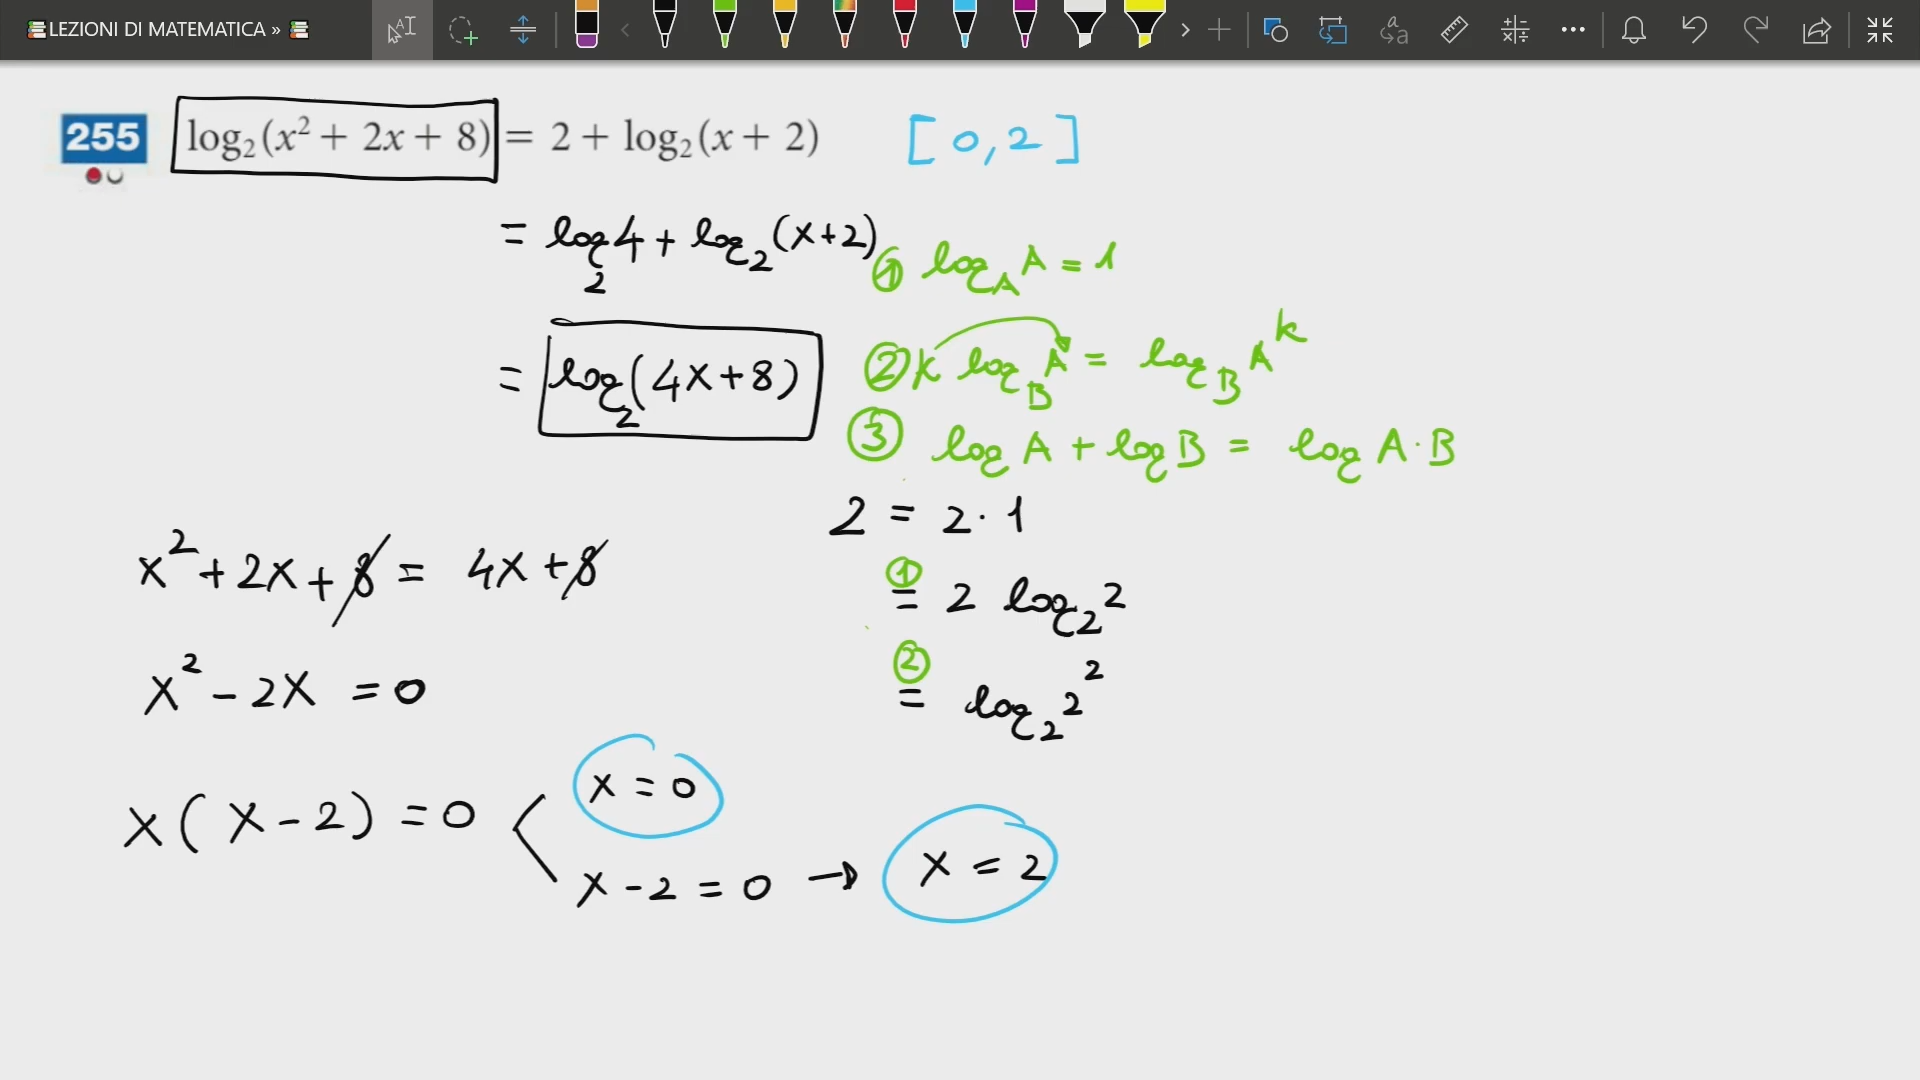 LEZIONI DI MATEMATICA »
255 log₂(x² + 2x + 8) = 2 + log₂(x + 2) [0,2]
= log₂4 + log₂(x+2)
① log_A A = 1
= log₂(4x+8)
② k log_B A = log_B A^k
③ log A + log B = log A·B
2 = 2·1
x² + 2x + 8 = 4x + 8
① = 2 log₂2
x² - 2x = 0
② = log₂2²
x(x-2) = 0
x = 0
x - 2 = 0 → x = 2